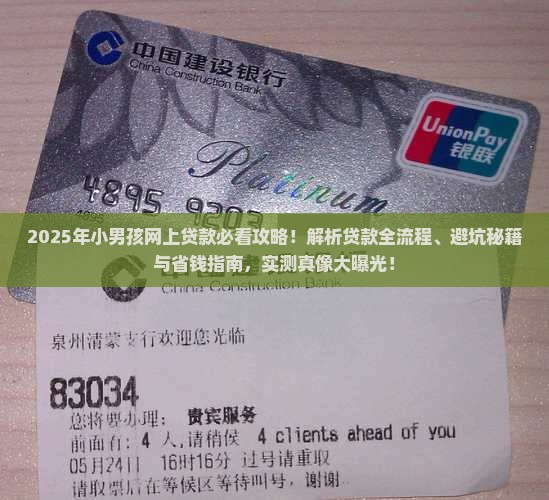 中国建设银行
China Construction Bank
UnionPay
银联
Platinum
4895 9203
2025年小男孩网上贷款必看攻略！解析贷款全流程、避坑秘籍
与省钱指南，实测真像大曝光！
泉州清蒙支行欢迎您光临
83034
您将要办理： 贵宾服务
前面有: 4 人,请稍侯 4 clients ahead of you
05月24日 16时16分 过号请重取
请取票后在等候区等待叫号，谢谢